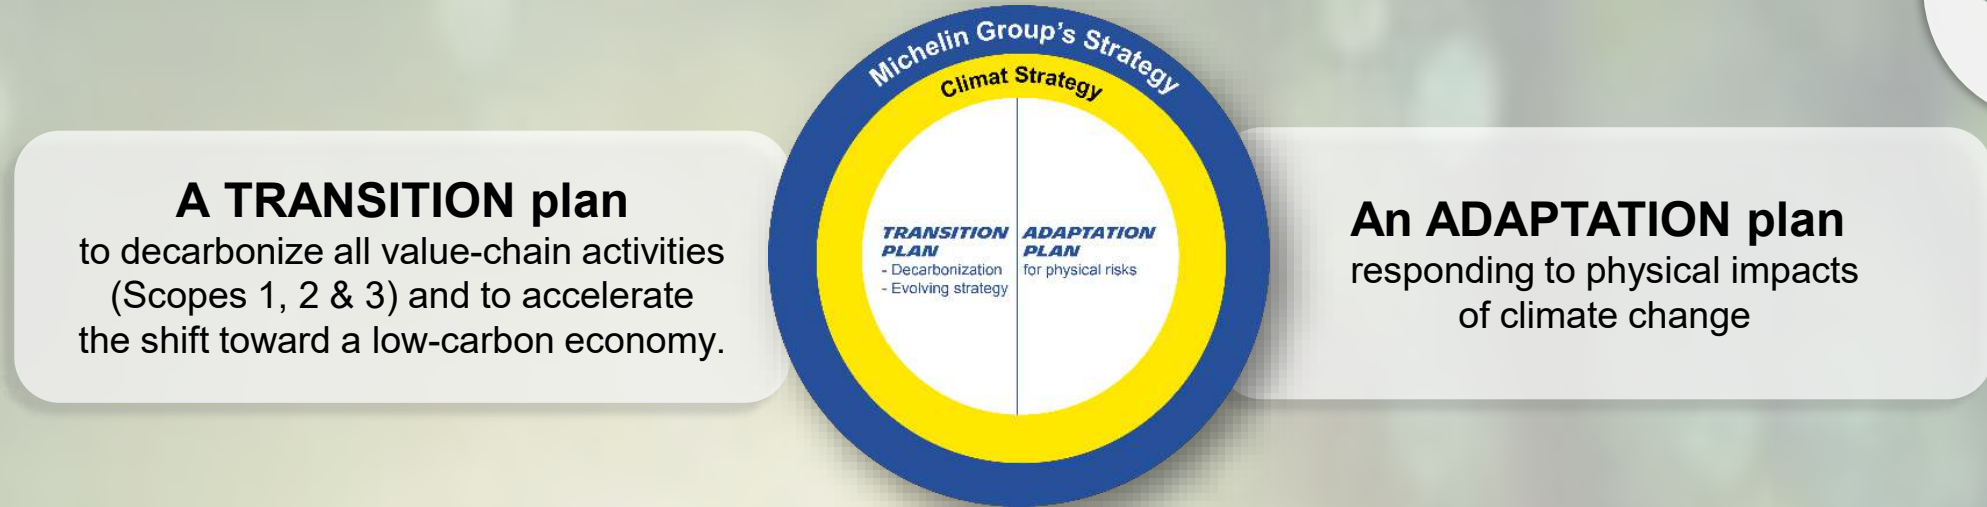 A TRANSITION plan
to decarbonize all value-chain activities
(Scopes 1, 2 & 3) and to accelerate
the shift toward a low-carbon economy.
Michelin Group's Strategy
Climat Strategy
TRANSITION
PLAN
- Decarbonization
- Evolving strategy
ADAPTATION
PLAN
for physical risks
An ADAPTATION plan
responding to physical impacts
of climate change